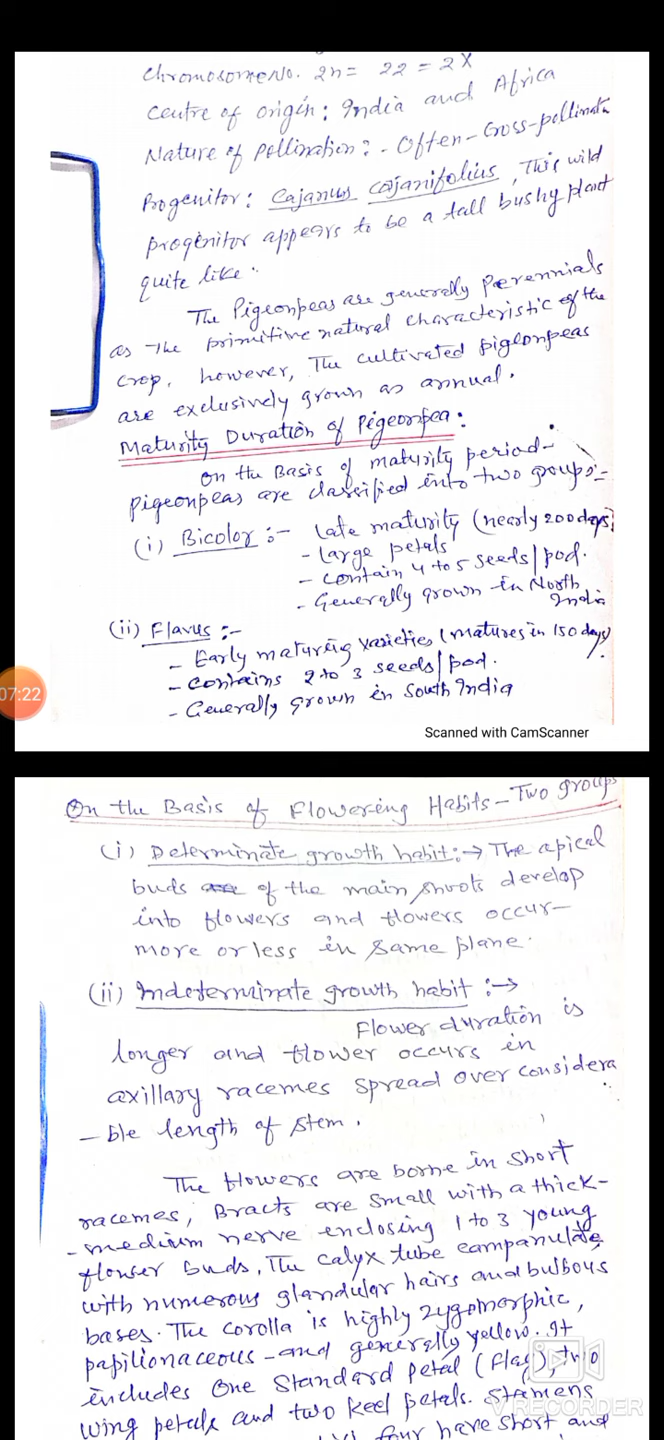 Chromosome No. 2n = 22 = 2x
Centre of origin : India and Africa
Nature of Pollination : - Often-Cross-pollinate
Progenitor : Cajanus cajanifolius, This wild
progenitor appears to be a tall bushy plant
quite like.
The Pigeonpeas are generally Perennials
as The primitive natural characteristic of the
crop, however, The cultivated pigeonpeas
are exclusively grown as annual.
Maturity Duration of Pigeonpea :
On the Basis of maturity period-
Pigeonpeas are classified into two groups:-
(i) Bicolor :- Late maturity (nearly 200 days)
- Large petals
- contain 4 to 5 seeds/pod.
- Generally grown in North
India
(ii) Flavus :-
- Early maturing varieties (matures in 150 days)
- Contains 2 to 3 seeds/pod.
- Generally grown in South India
07:22
Scanned with CamScanner
On the Basis of Flowering Habits - Two groups
(i) Determinate growth habit :→ The apical
buds of the main shoots develop
into flowers and flowers occur-
more or less in same plane.
(ii) Indeterminate growth habit :→
Flower duration is
longer and flower occurs in
axillary racemes spread over considera
-ble length of stem.
The flowers are borne in short
racemes, Bracts are small with a thick-
-medium nerve enclosing 1 to 3 young
flower buds, The calyx tube campanulate
with numerous glandular hairs and bulbous
bases. The corolla is highly zygomorphic,
papilionaceous - and generally yellow. It
includes One Standard Petal (Flag), two
wing petals and two keel petals. Stamens
four have short and
V RECORDER